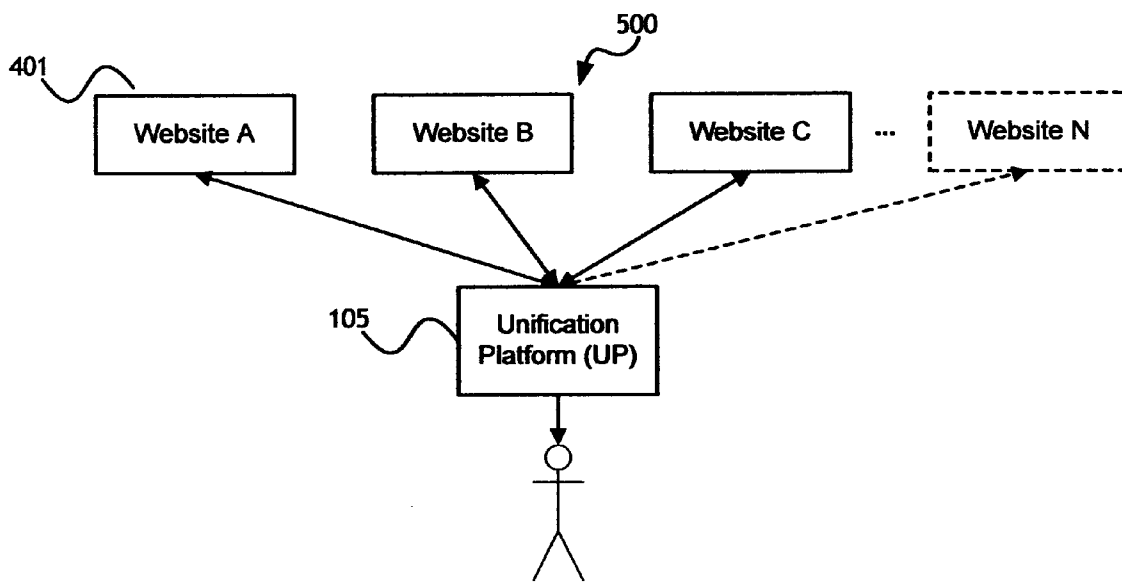 500
401
Website A
Website B
Website C
...
Website N
105
Unification
Platform (UP)